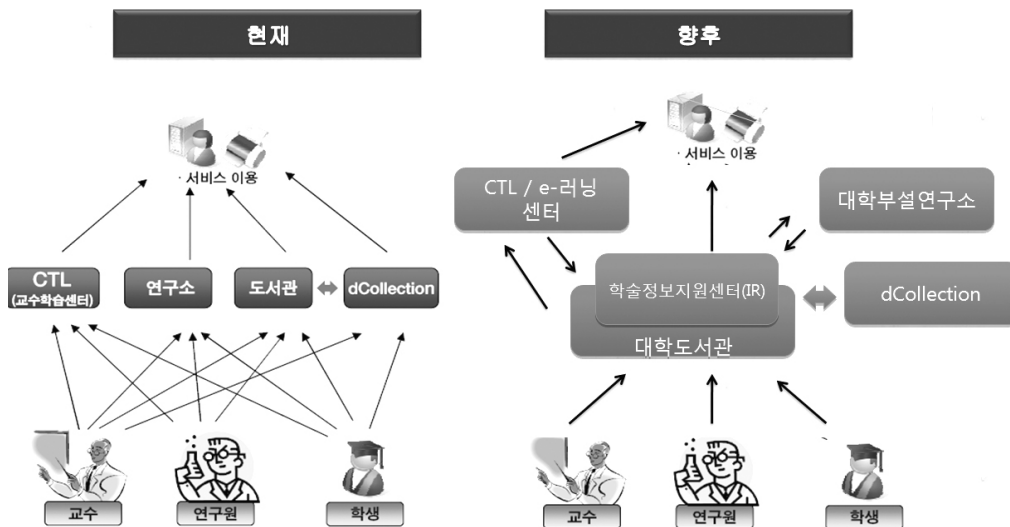 현재
· 서비스 이용
CTL
(교수학습센터)
연구소
도서관
dCollection
교수
연구원
학생
향후
· 서비스 이용
CTL / e-러닝
센터
대학부설연구소
학술정보지원센터(IR)
대학도서관
dCollection
교수
연구원
학생